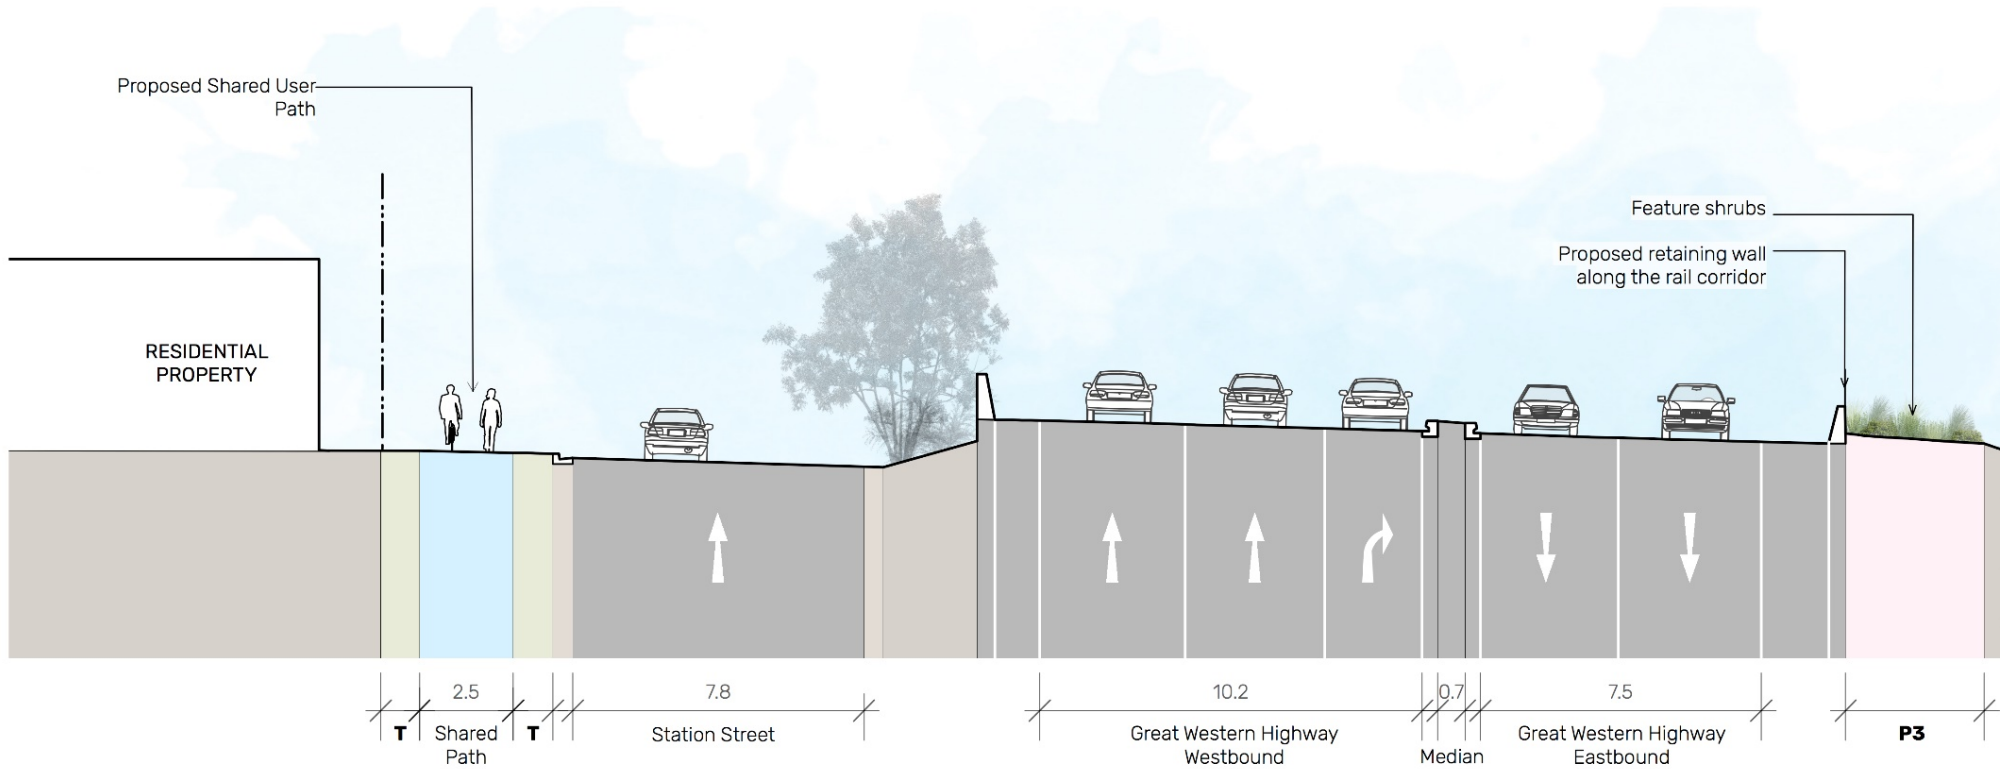 Proposed Shared User
Path
Feature shrubs
Proposed retaining wall
along the rail corridor
RESIDENTIAL
PROPERTY
2.5
7.8
10.2
0.7
7.5
T
Shared
Path
T
Station Street
Great Western Highway
Westbound
Median
Great Western Highway
Eastbound
P3